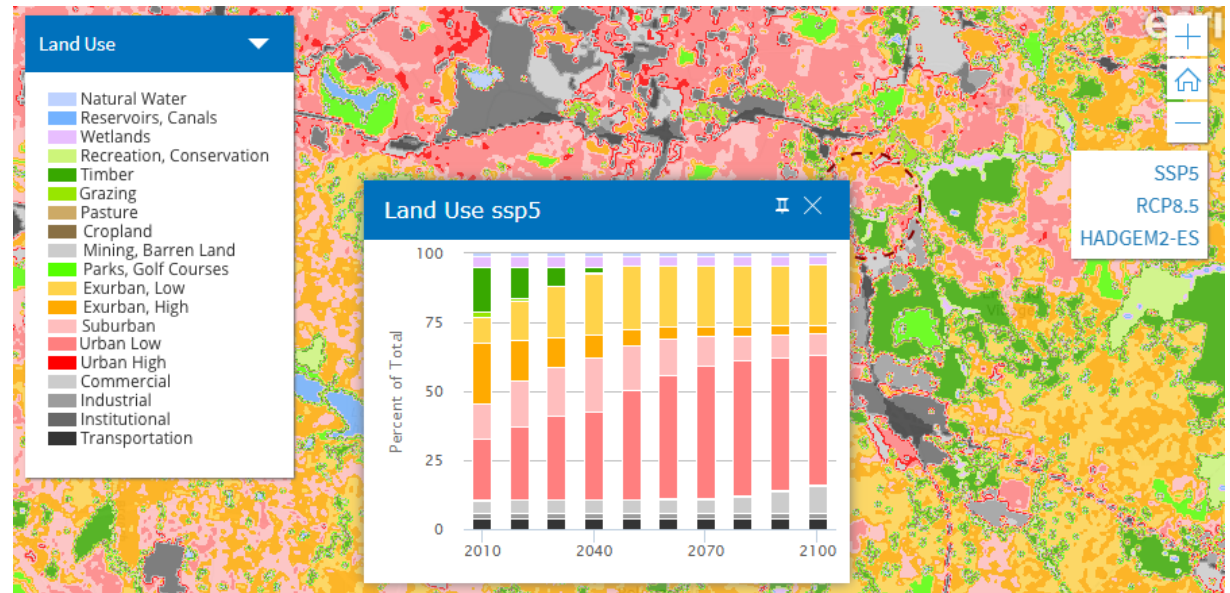 Land Use
Natural Water
Reservoirs, Canals
Wetlands
Recreation, Conservation
Timber
Grazing
Pasture
Cropland
Mining, Barren Land
Parks, Golf Courses
Exurban, Low
Exurban, High
Suburban
Urban Low
Urban High
Commercial
Industrial
Institutional
Transportation
Land Use ssp5
Percent of Total
100
75
50
25
0
2010
2040
2070
2100
SSP5
RCP8.5
HADGEM2-ES